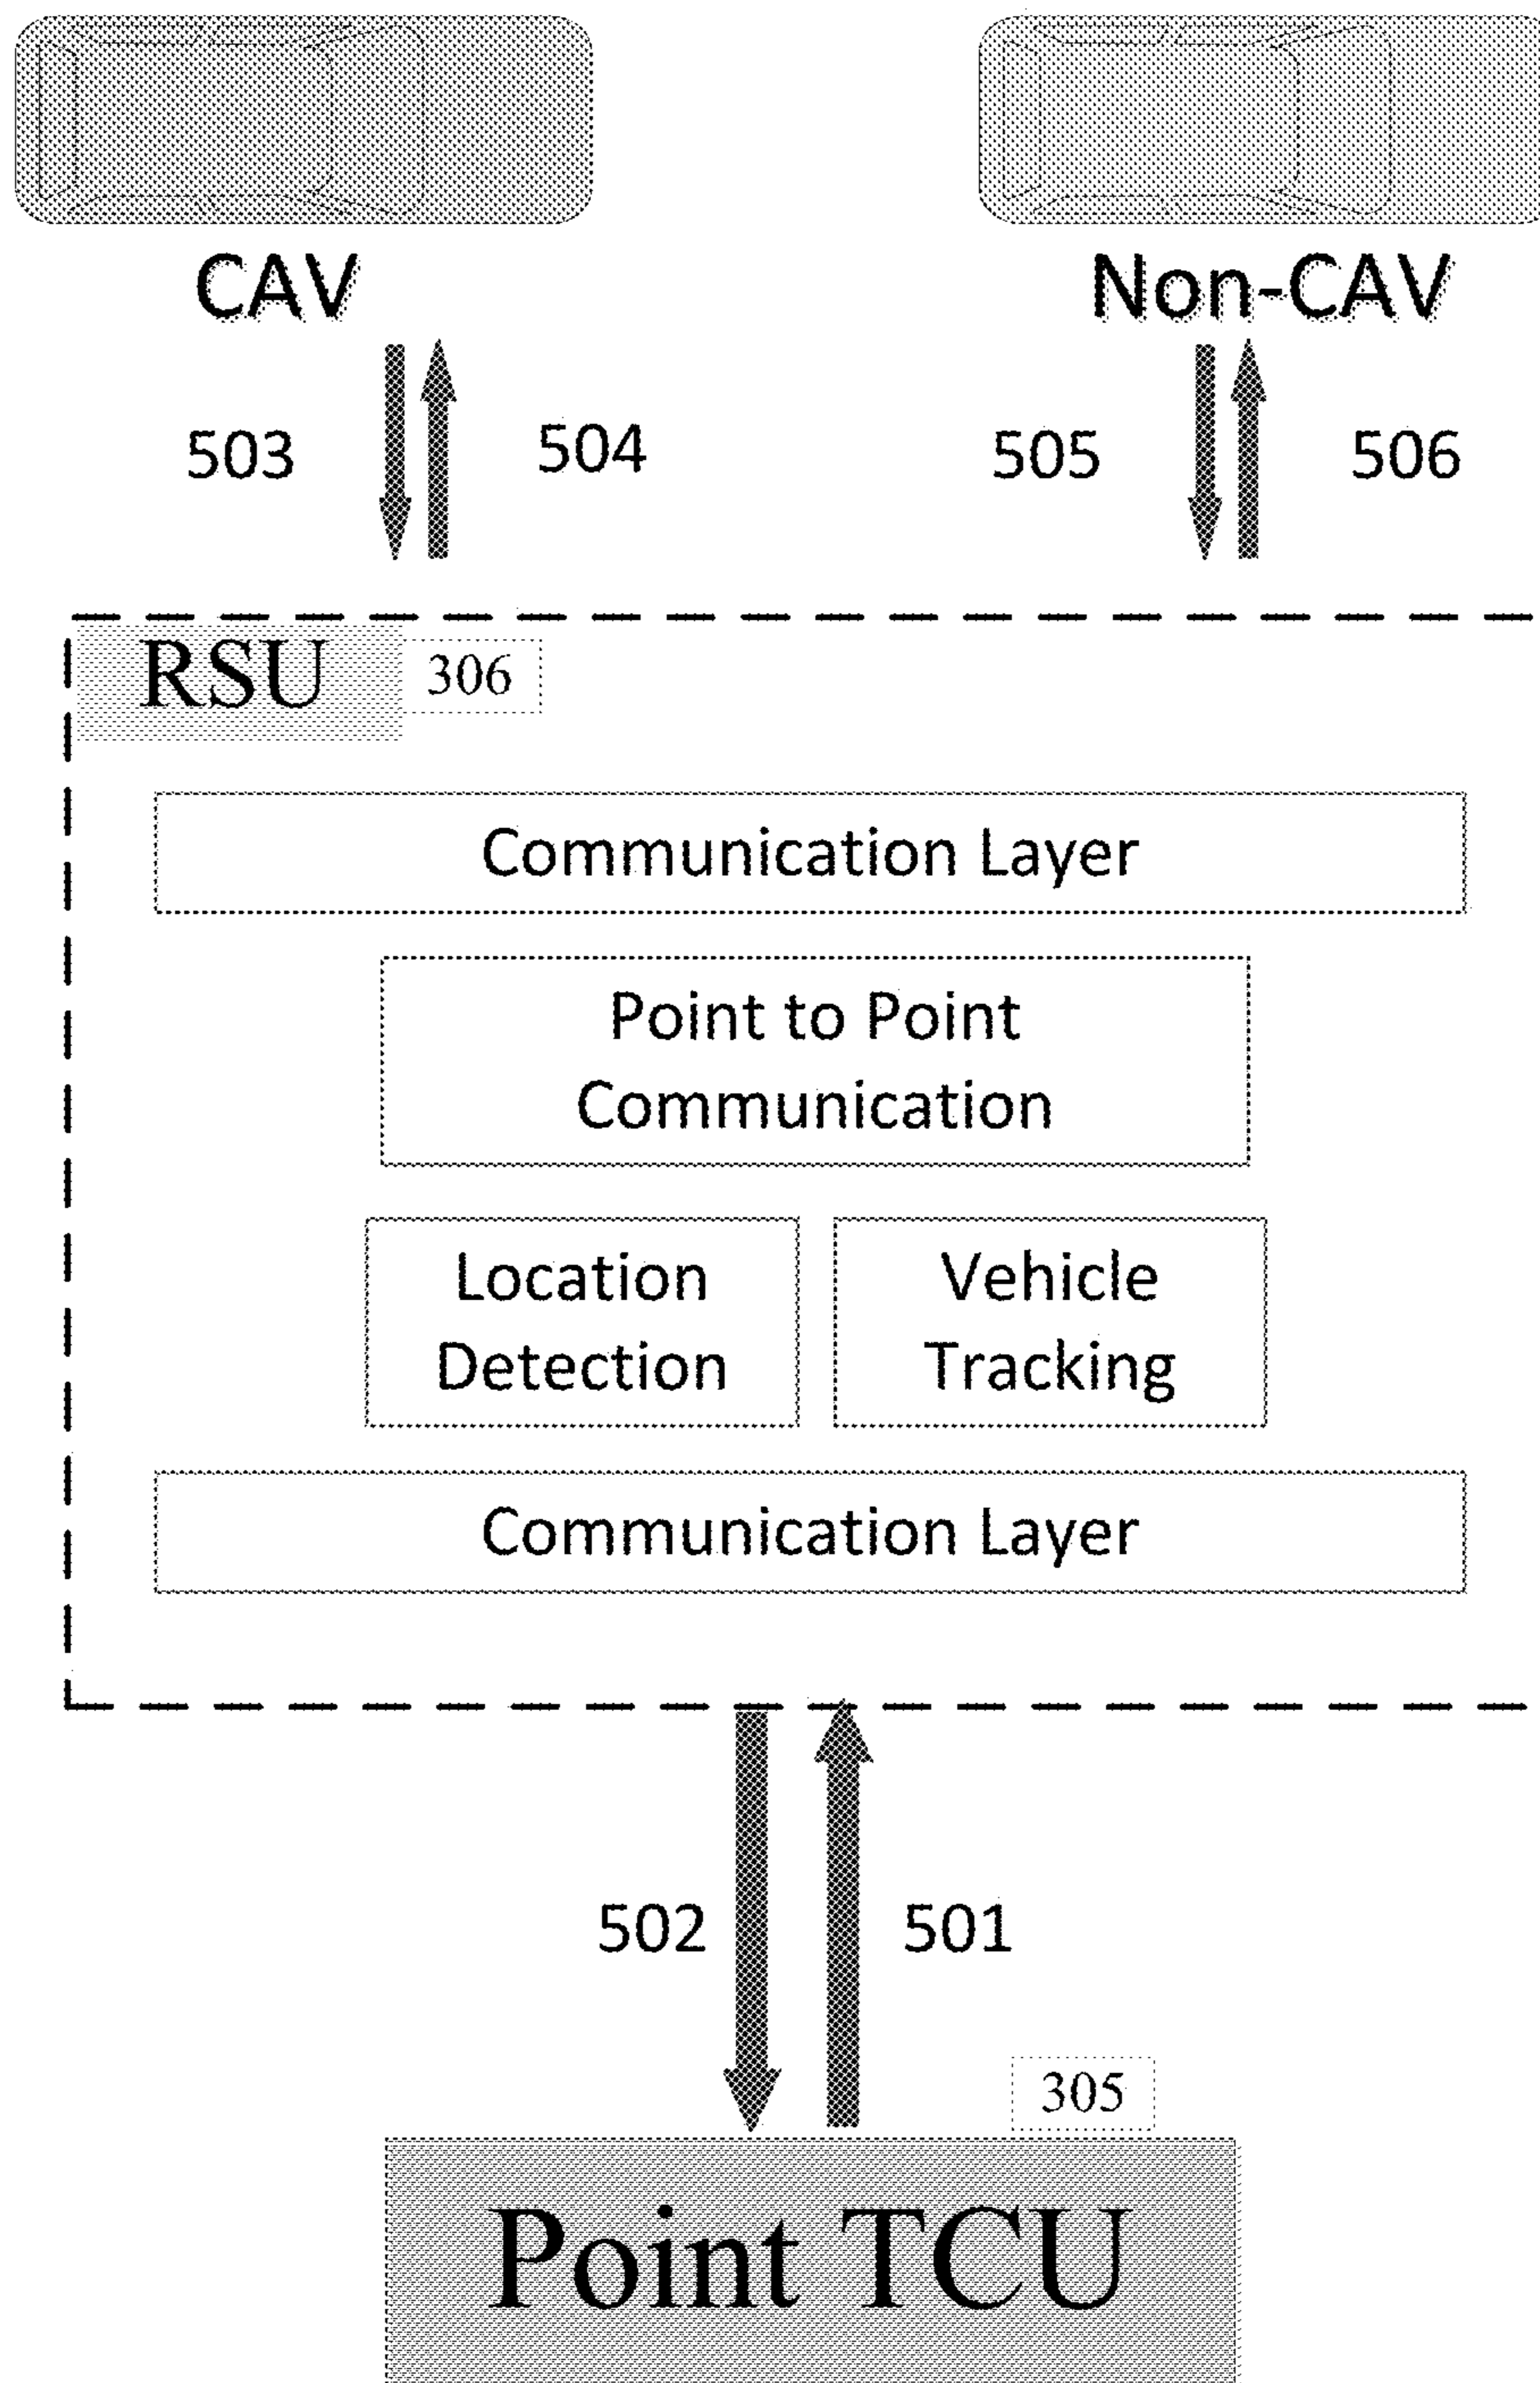 CAV
Non-CAV
503
504
505
506
RSU
306
Communication Layer
Point to Point
Communication
Location
Detection
Vehicle
Tracking
Communication Layer
502
501
305
Point TCU